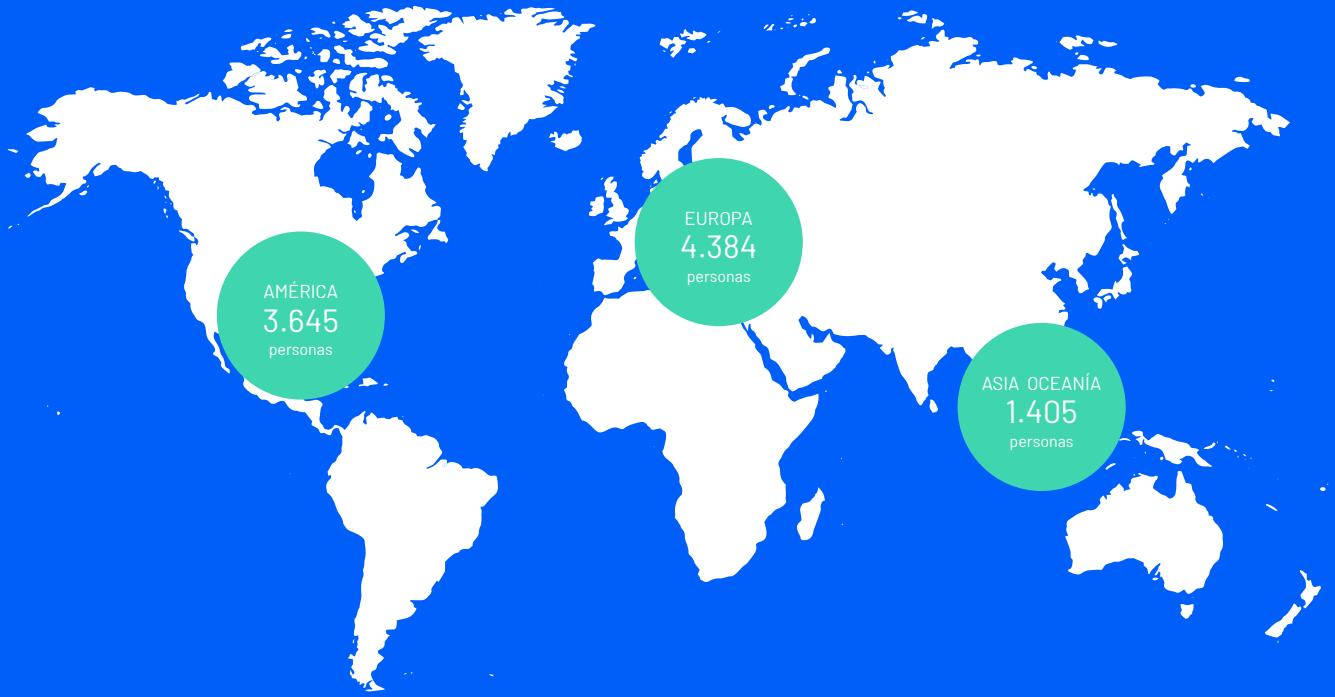 EUROPA
4.384
personas
AMÉRICA
3.645
personas
ASIA OCEANÍA
1.405
personas